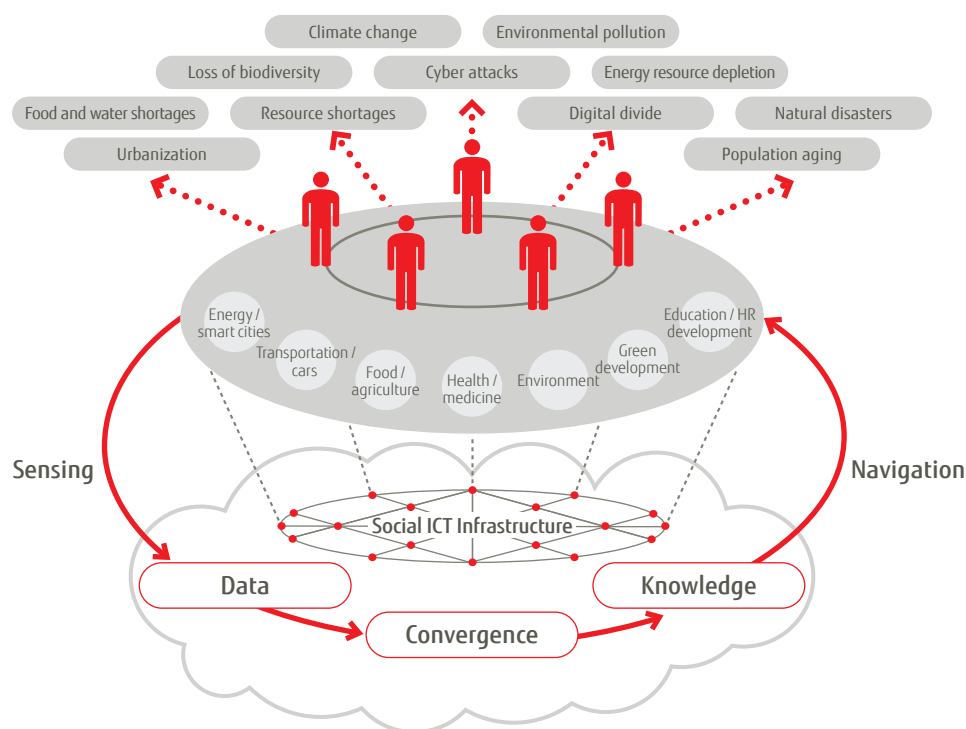 Climate change
Environmental pollution
Loss of biodiversity
Cyber attacks
Energy resource depletion
Food and water shortages
Resource shortages
Digital divide
Natural disasters
Urbanization
Population aging
Energy /
smart cities
Transportation /
cars
Food /
agriculture
Health /
medicine
Environment
Green
development
Education / HR
development
Sensing
Navigation
Social ICT Infrastructure
Data
Knowledge
Convergence